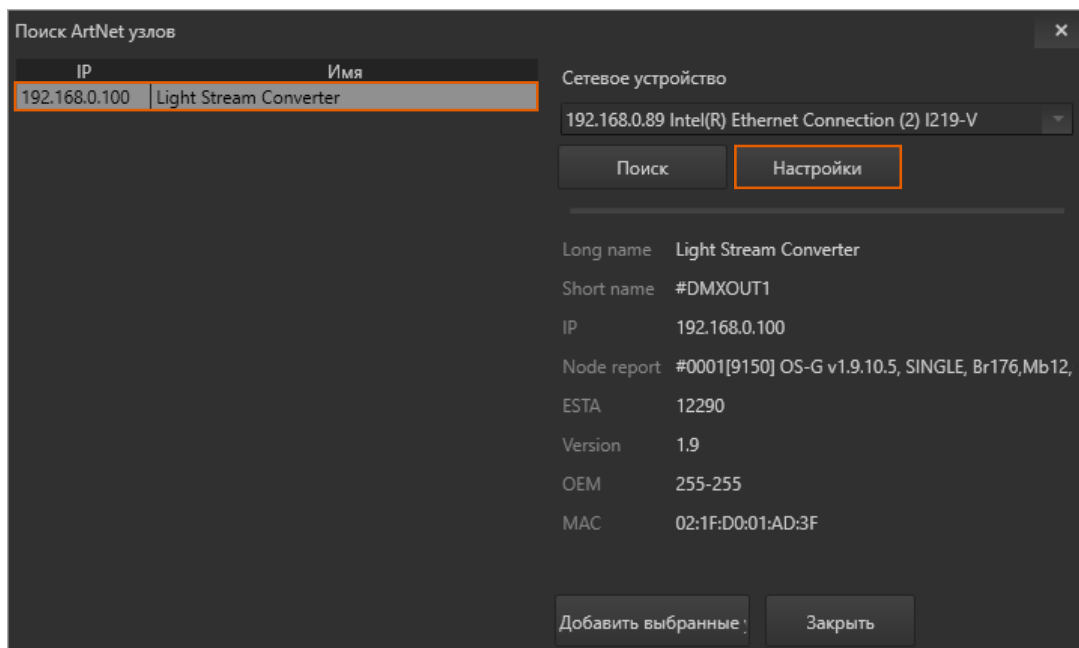 Поиск ArtNet узлов
IP Имя
192.168.0.100 Light Stream Converter
Сетевое устройство
192.168.0.89 Intel(R) Ethernet Connection (2) I219-V
Поиск Настройки
Long name Light Stream Converter
Short name #DMXOUT1
IP 192.168.0.100
Node report #0001[9150] OS-G v1.9.10.5, SINGLE, Br176,Mb12,
ESTA 12290
Version 1.9
OEM 255-255
MAC 02:1F:D0:01:AD:3F
Добавить выбранные Закрыть